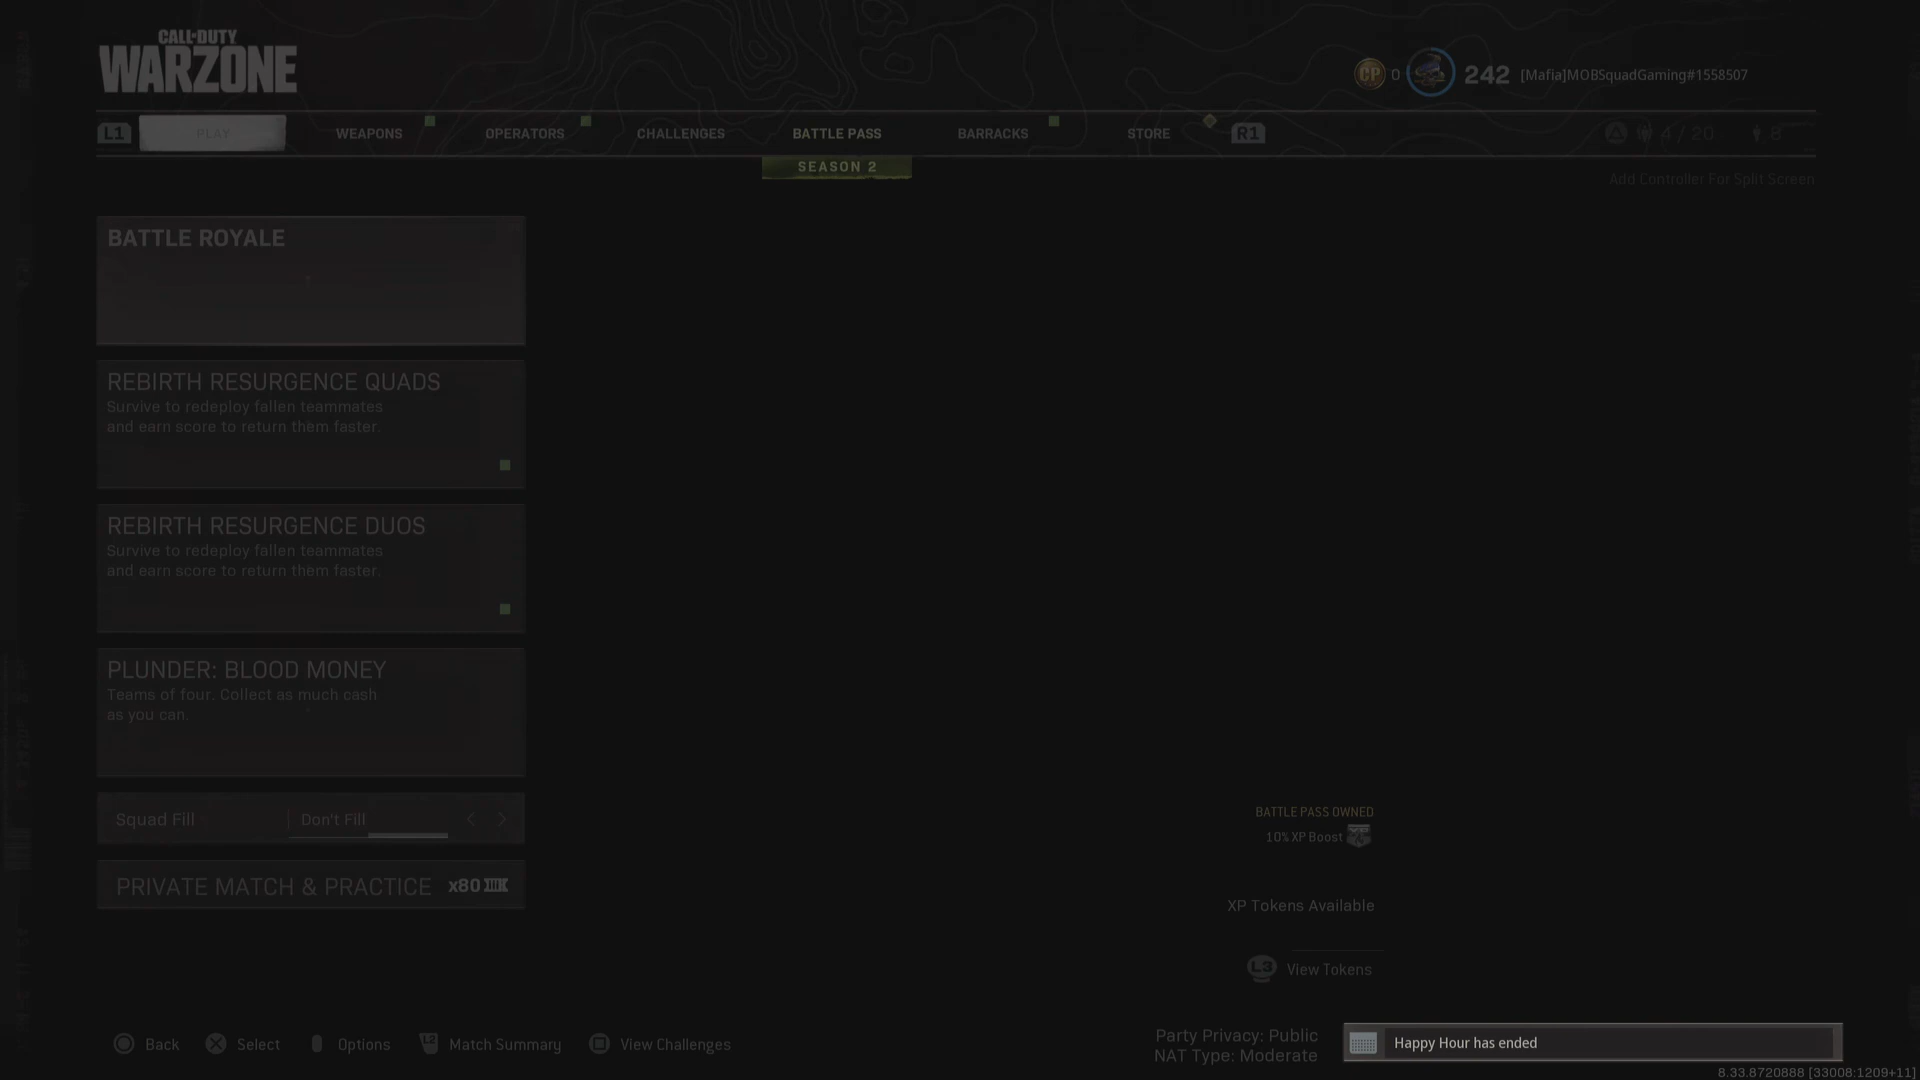 CALL OF DUTY
WARZONE
CP 0 242 [Mafia]MOBSquadGaming#1558507
L1 PLAY WEAPONS OPERATORS CHALLENGES BATTLE PASS BARRACKS STORE R1 4 / 20 8
SEASON 2
Add Controller For Split Screen
BATTLE ROYALE
REBIRTH RESURGENCE QUADS
Survive to redeploy fallen teammates
and earn score to return them faster.
REBIRTH RESURGENCE DUOS
Survive to redeploy fallen teammates
and earn score to return them faster.
PLUNDER: BLOOD MONEY
Teams of four. Collect as much cash
as you can.
Squad Fill Don't Fill
PRIVATE MATCH & PRACTICE x80
BATTLE PASS OWNED
10% XP Boost
XP Tokens Available
L3 View Tokens
Back Select Options L2 Match Summary View Challenges
Party Privacy: Public
NAT Type: Moderate
Happy Hour has ended
8.33.8720888 [33008:1209+11]